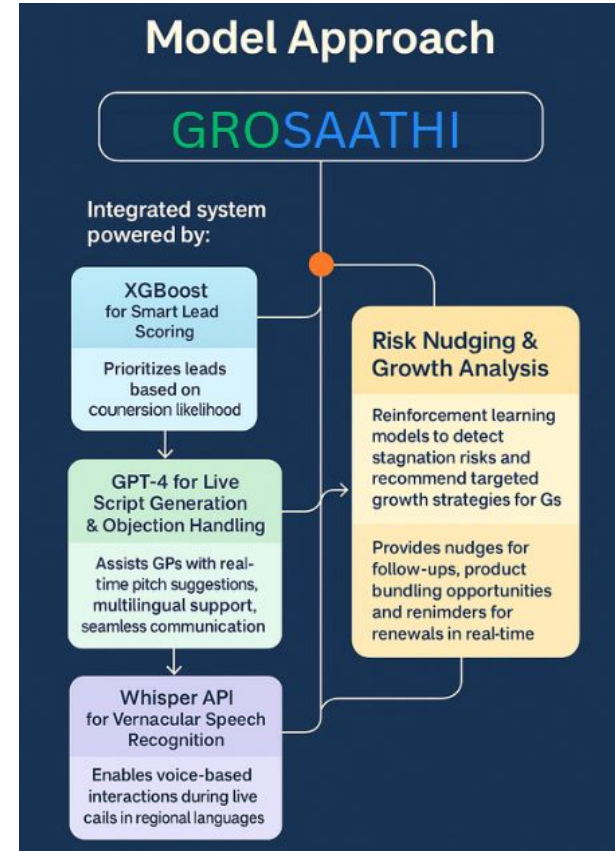 Model Approach
GROSAATHI
Integrated system
powered by:
XGBoost
for Smart Lead
Scoring
Prioritizes leads
based on
counersion likelihood
GPT-4 for Live
Script Generation
& Objection Handling
Assists GPs with real-
time pitch suggestions,
multilingual support,
seamless communication
Whisper API
for Vernacular Speech
Recognition
Enables voice-based
interactions during live
cails in regional languages
Risk Nudging &
Growth Analysis
Reinforcement learning
models to detect
stagnation risks and
recommend targeted
growth strategies for Gs
Provides nudges for
follow-ups, product
bundling opportunities
and renimders for
renewals in real-time